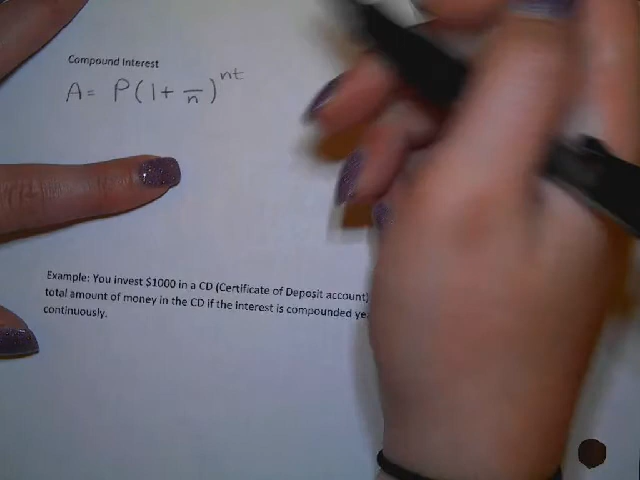 Compound Interest
A = P(1 + /n)^nt
Example: You invest $1000 in a CD (Certificate of Deposit account)
total amount of money in the CD if the interest is compounded
continuously.